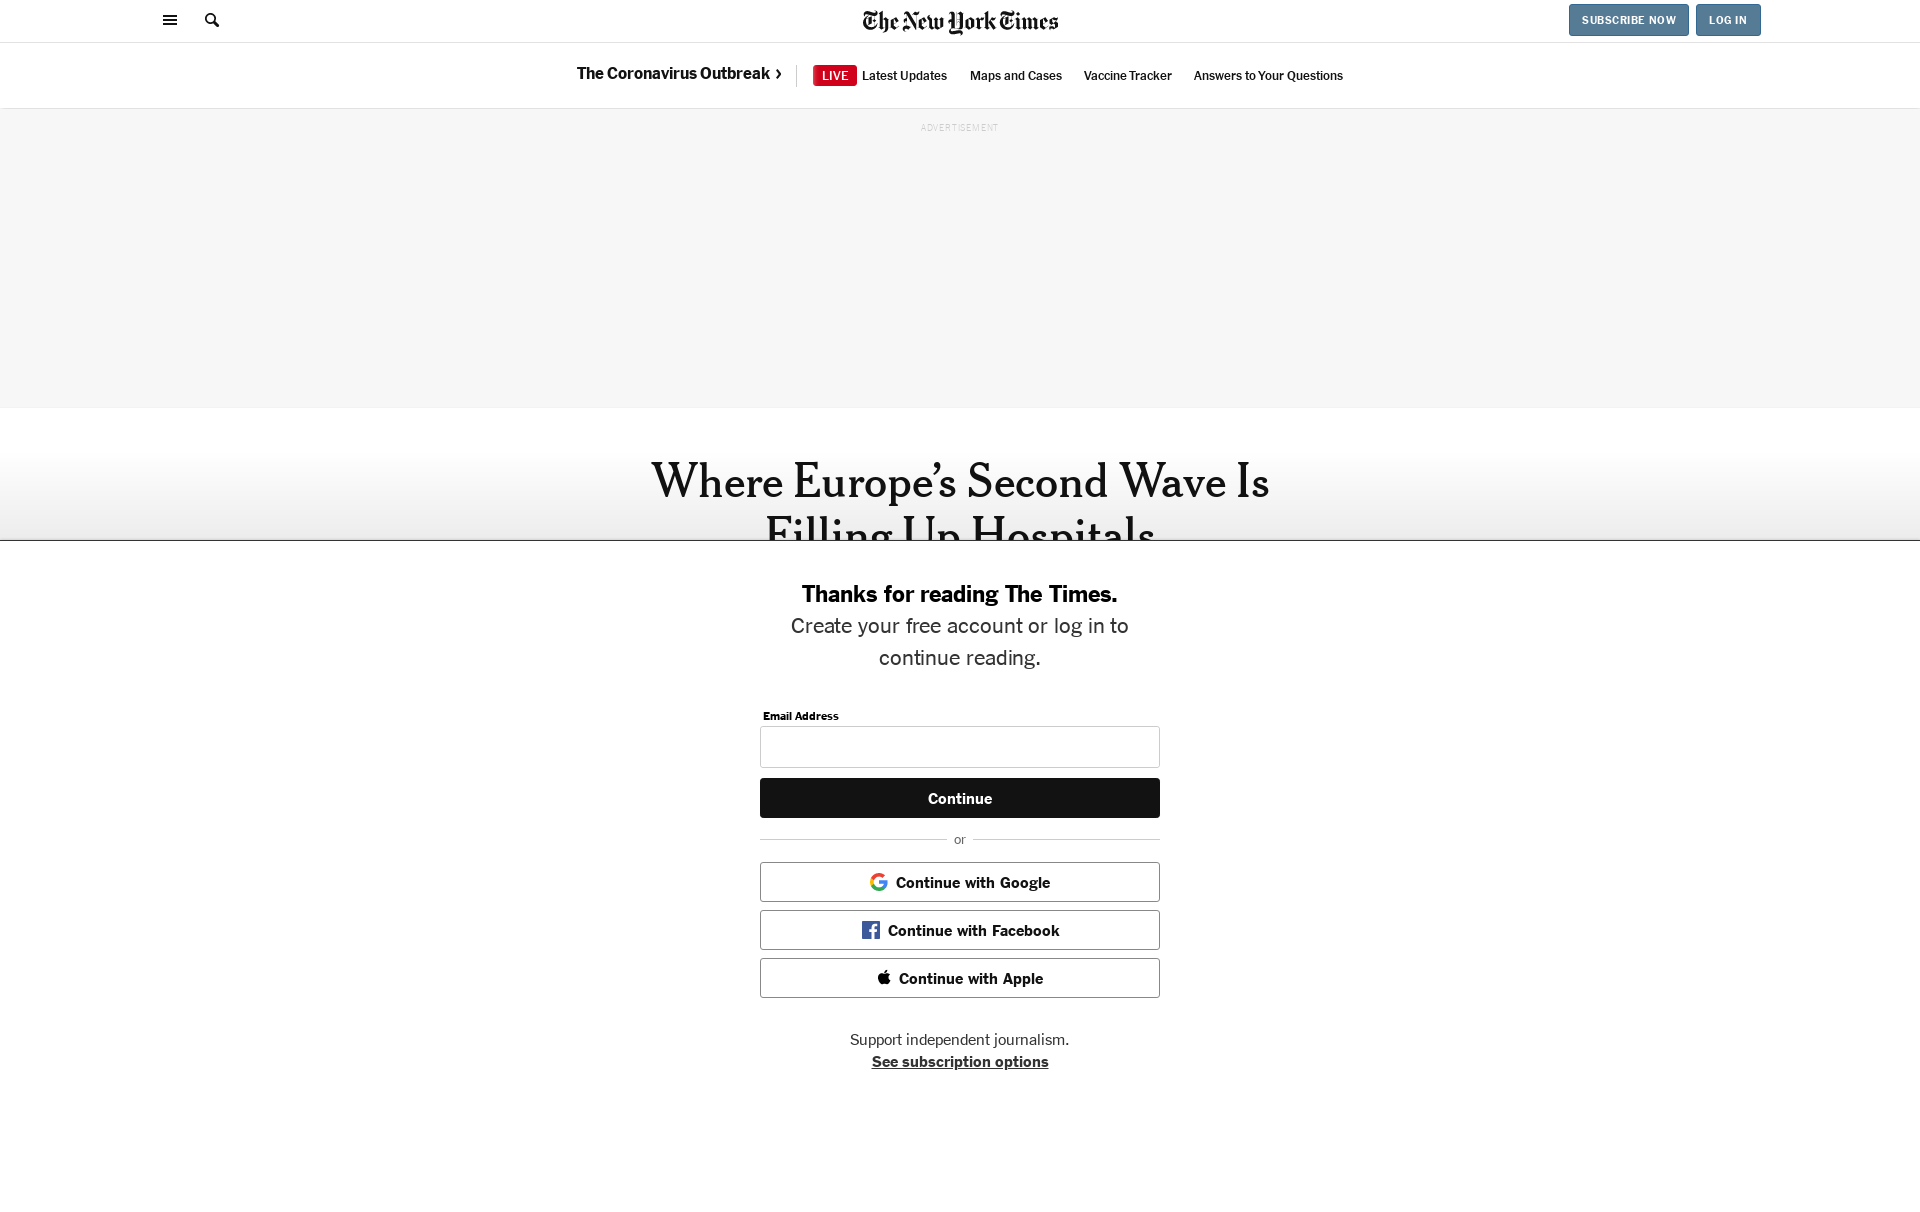 The New York Times
SUBSCRIBE NOW
LOG IN
The Coronavirus Outbreak ›
LIVE Latest Updates
Maps and Cases
Vaccine Tracker
Answers to Your Questions
ADVERTISEMENT
Where Europe’s Second Wave Is
Filling Up Hospitals
Thanks for reading The Times.
Create your free account or log in to
continue reading.
Email Address
Continue
or
Continue with Google
Continue with Facebook
Continue with Apple
Support independent journalism.
See subscription options